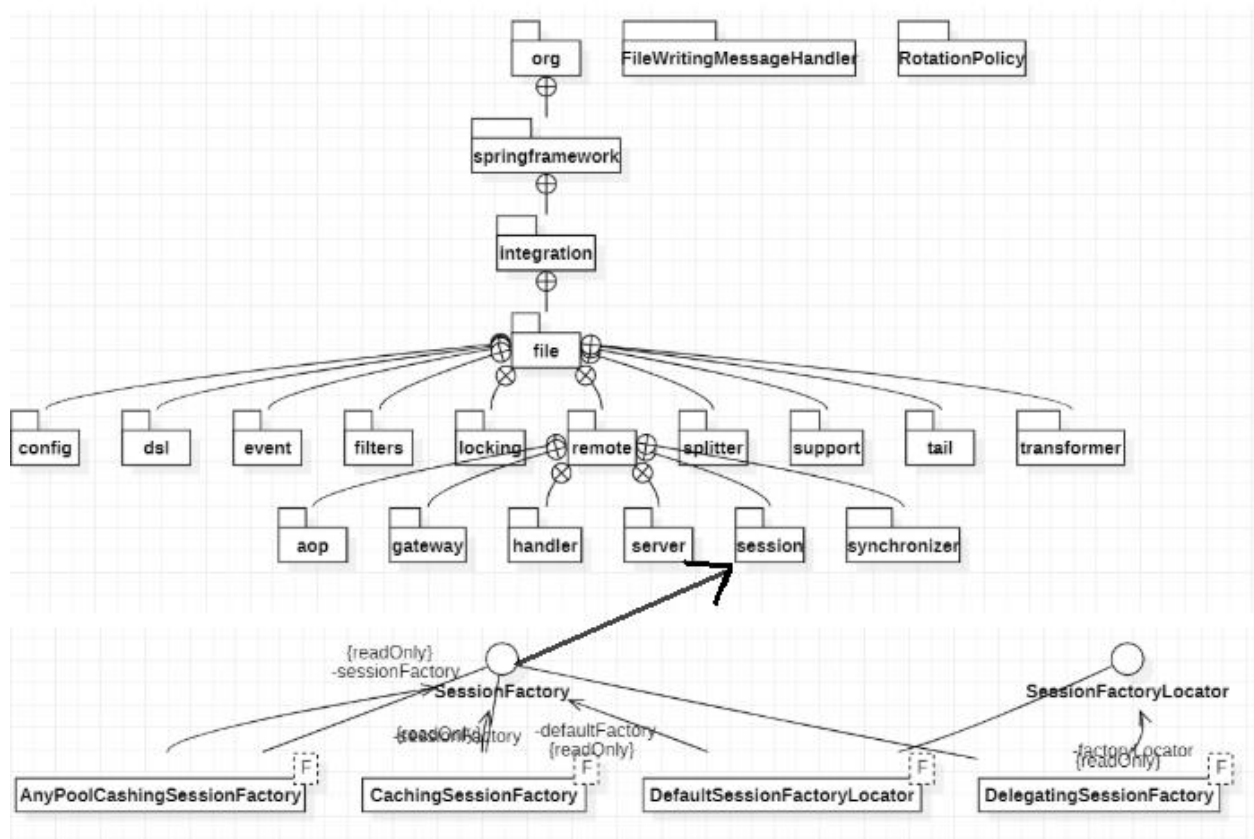 org
FileWritingMessageHandler
RotationPolicy
springframework
integration
file
config
dsl
event
filters
locking
remote
splitter
support
tail
transformer
aop
gateway
handler
server
session
synchronizer
{readOnly}
-sessionFactory
SessionFactory
SessionFactoryLocator
{readOnly}
-defaultFactory
{readOnly}
-factoryLocator
{readOnly}
F
F
F
F
AnyPoolCashingSessionFactory
CachingSessionFactory
DefaultSessionFactoryLocator
DelegatingSessionFactory